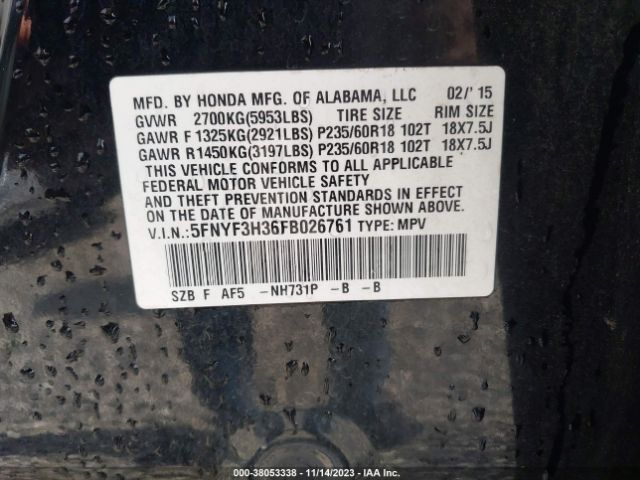 MFD. BY HONDA MFG. OF ALABAMA, LLC 02/'15
GVWR 2700KG(5953LBS) TIRE SIZE RIM SIZE
GAWR F 1325KG(2921LBS) P235/60R18 102T 18X7.5J
GAWR R1450KG(3197LBS) P235/60R18 102T 18X7.5J
THIS VEHICLE CONFORMS TO ALL APPLICABLE
FEDERAL MOTOR VEHICLE SAFETY
AND THEFT PREVENTION STANDARDS IN EFFECT
ON THE DATE OF MANUFACTURE SHOWN ABOVE.
V.I.N.: 5FNYF3H36FB026761 TYPE: MPV
SZB F AF5 -NH731P -B -B
000-38053338 - 11/14/2023 - IAA Inc.